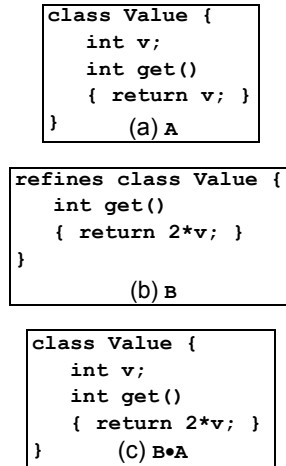 class Value {
int v;
int get()
{ return v; }
}
(a) A
refines class Value {
int get()
{ return 2*v; }
}
(b) B
class Value {
int v;
int get()
{ return 2*v; }
} (c) B•A